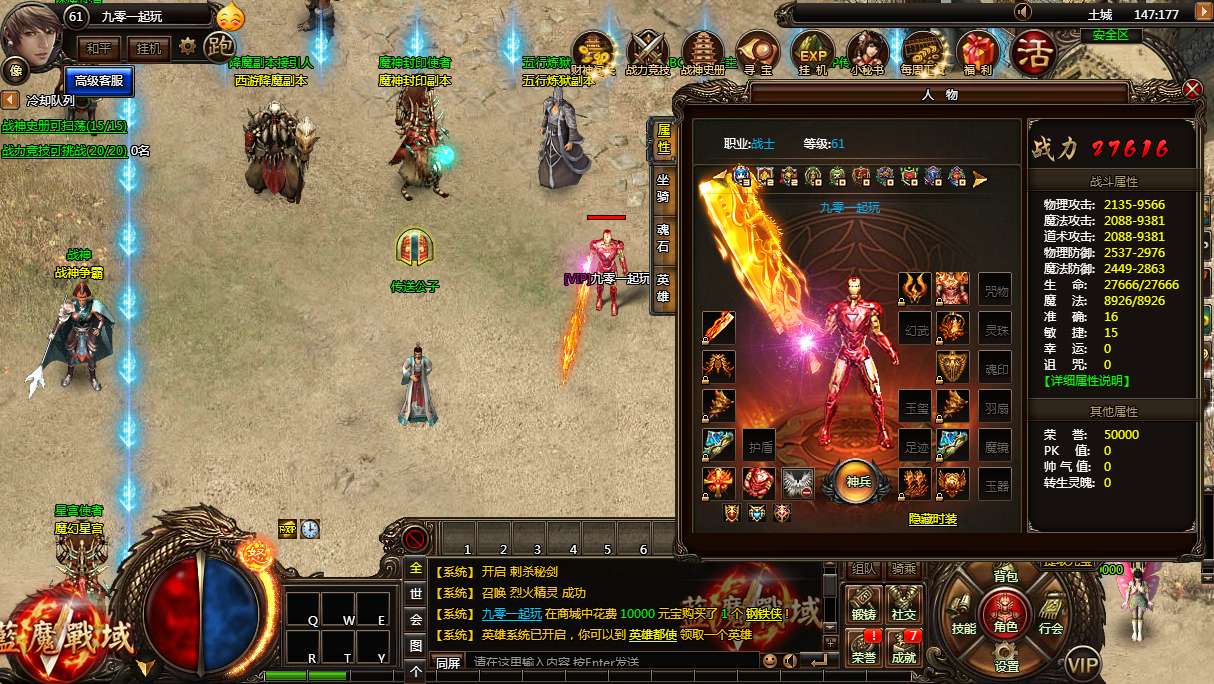 61 九零一起玩
和平 挂机 跑
像
高级客服
冷却队列
战神史册可扫荡(15/15)
战力竞技可挑战(20/20) 0名
降魔副本接引人
西游降魔副本
魔神封印使者
魔神封印副本
五行炼狱
五行炼狱副本
战力竞技 战神史册 寻宝 EXP 挂机 小秘书 福利 活
土城 147:177
安全区
战神
战神争霸
传送公子
[VIP]九零一起玩
星宫使者
魔幻星宫
人 物
属性
坐骑
魂石
英雄
职业:战士 等级:61
九零一起玩
咒物
幻武 灵珠
魂印
玉玺 羽扇
护盾 足迹 魔镜
神兵 玉器
隐藏时装
战力 27616
战斗属性
物理攻击: 2135-9566
魔法攻击: 2088-9381
道术攻击: 2088-9381
物理防御: 2537-2976
魔法防御: 2449-2863
生 命: 27666/27666
魔 法: 8926/8926
准 确: 16
敏 捷: 15
幸 运: 0
诅 咒: 0
【详细属性说明】
其他属性
荣 誉: 50000
PK 值: 0
帅气值: 0
转生灵魄: 0
EXP
怒
1 2 3 4 5 6
Q W E
R T Y
全
世
会
图
个
【系统】 开启 刺杀秘剑
【系统】 召唤 烈火精灵 成功
【系统】 九零一起玩 在商城中花费 10000 元宝购买了 1 个 钢铁侠!
【系统】 英雄系统已开启，你可以到 英雄都使 领取一个英雄
同屏 请在这里输入内容,按Enter发送
组队 骑乘
锻铸 社交
荣誉 ! 成就 7
背包
技能 角色 行会
设置
VIP
藍魔戰域